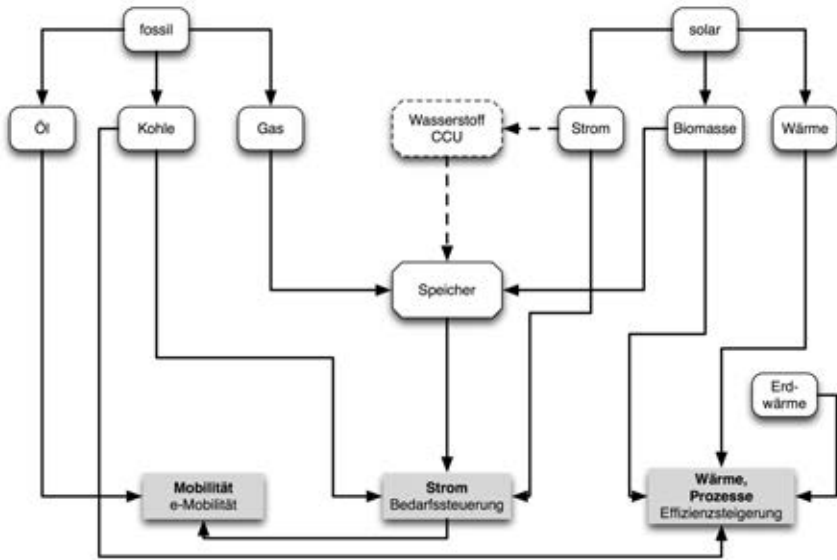 fossil
solar
Öl
Kohle
Gas
Wasserstoff
CCU
Strom
Biomasse
Wärme
Speicher
Erd-
wärme
Mobilität
e-Mobilität
Strom
Bedarfssteuerung
Wärme,
Prozesse
Effizienzsteigerung